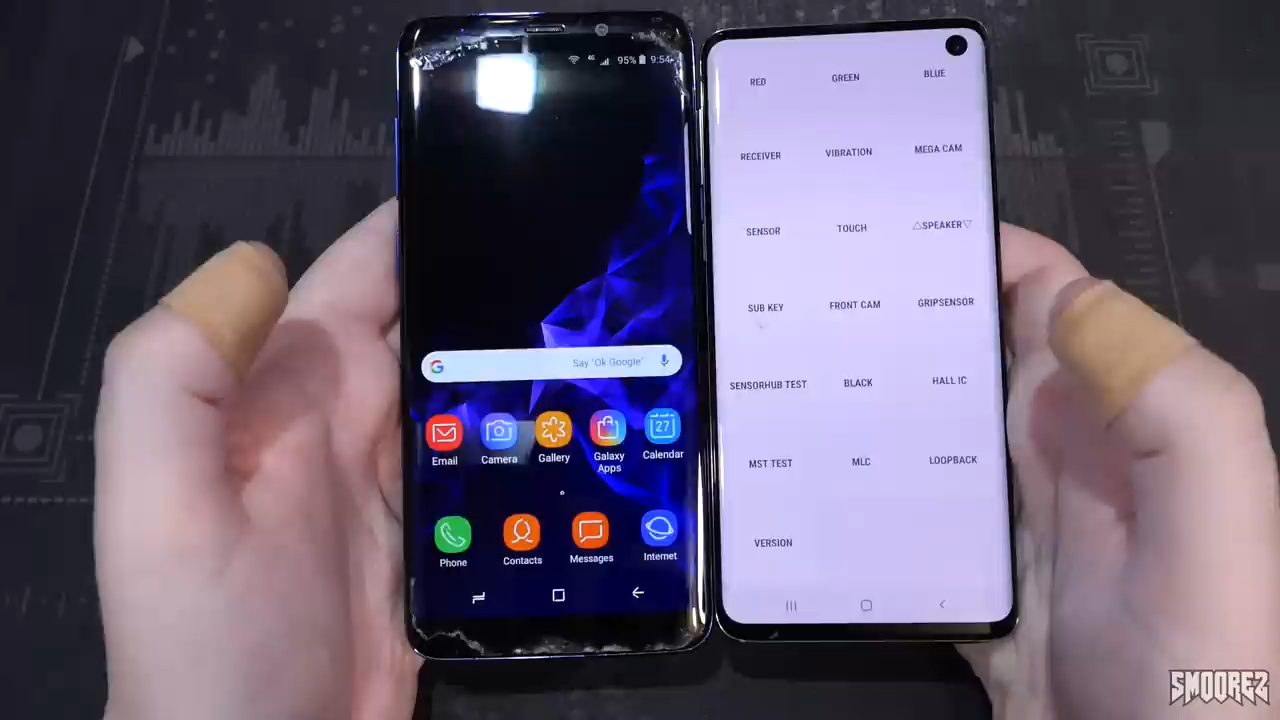 4G 95% 9:54
Say "Ok Google"
27
Email Camera Gallery Galaxy Apps Calendar
Phone Contacts Messages Internet
RED GREEN BLUE
RECEIVER VIBRATION MEGA CAM
SENSOR TOUCH △SPEAKER▽
SUB KEY FRONT CAM GRIPSENSOR
SENSORHUB TEST BLACK HALL IC
MST TEST MLC LOOPBACK
VERSION
SMOOREZ